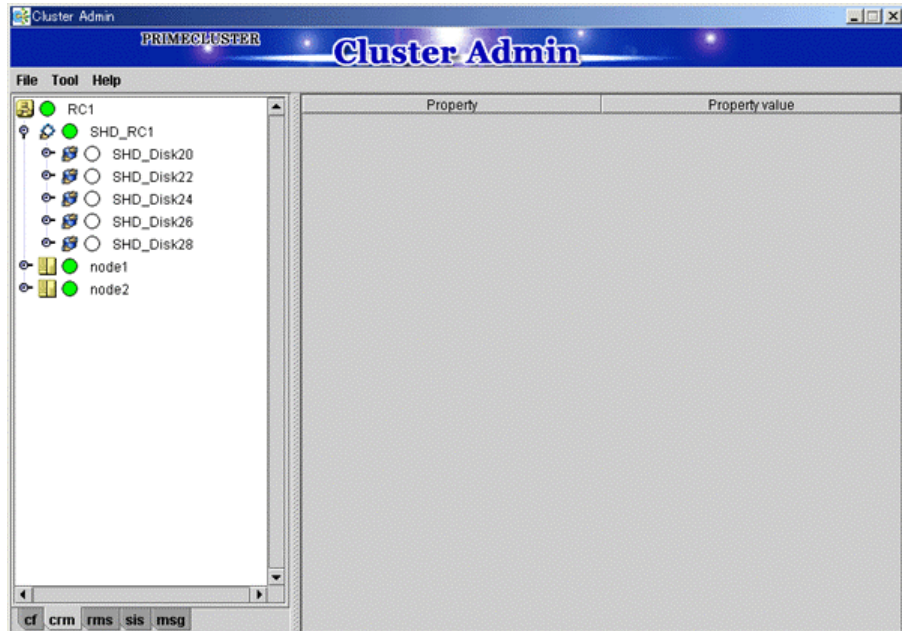 Cluster Admin
PRIMECLUSTER
Cluster Admin
File Tool Help
RC1
SHD_RC1
SHD_Disk20
SHD_Disk22
SHD_Disk24
SHD_Disk26
SHD_Disk28
node1
node2
Property Property value
cf crm rms sis msg